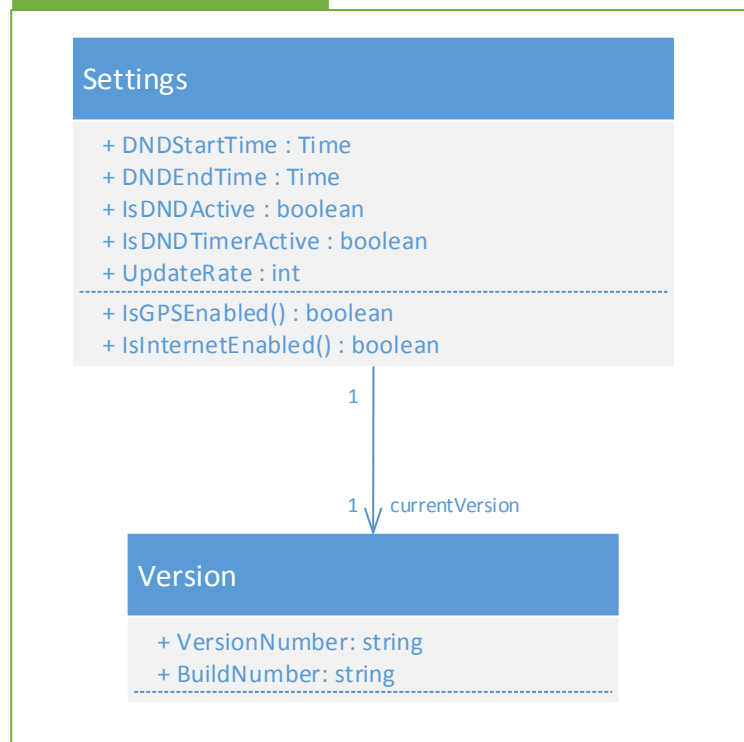 Settings
+ DNDStartTime : Time
+ DNDEndTime : Time
+ IsDNDActive : boolean
+ IsDNDTimerActive : boolean
+ UpdateRate : int
+ IsGPSEnabled() : boolean
+ IsInternetEnabled() : boolean
1
1 currentVersion
Version
+ VersionNumber: string
+ BuildNumber: string